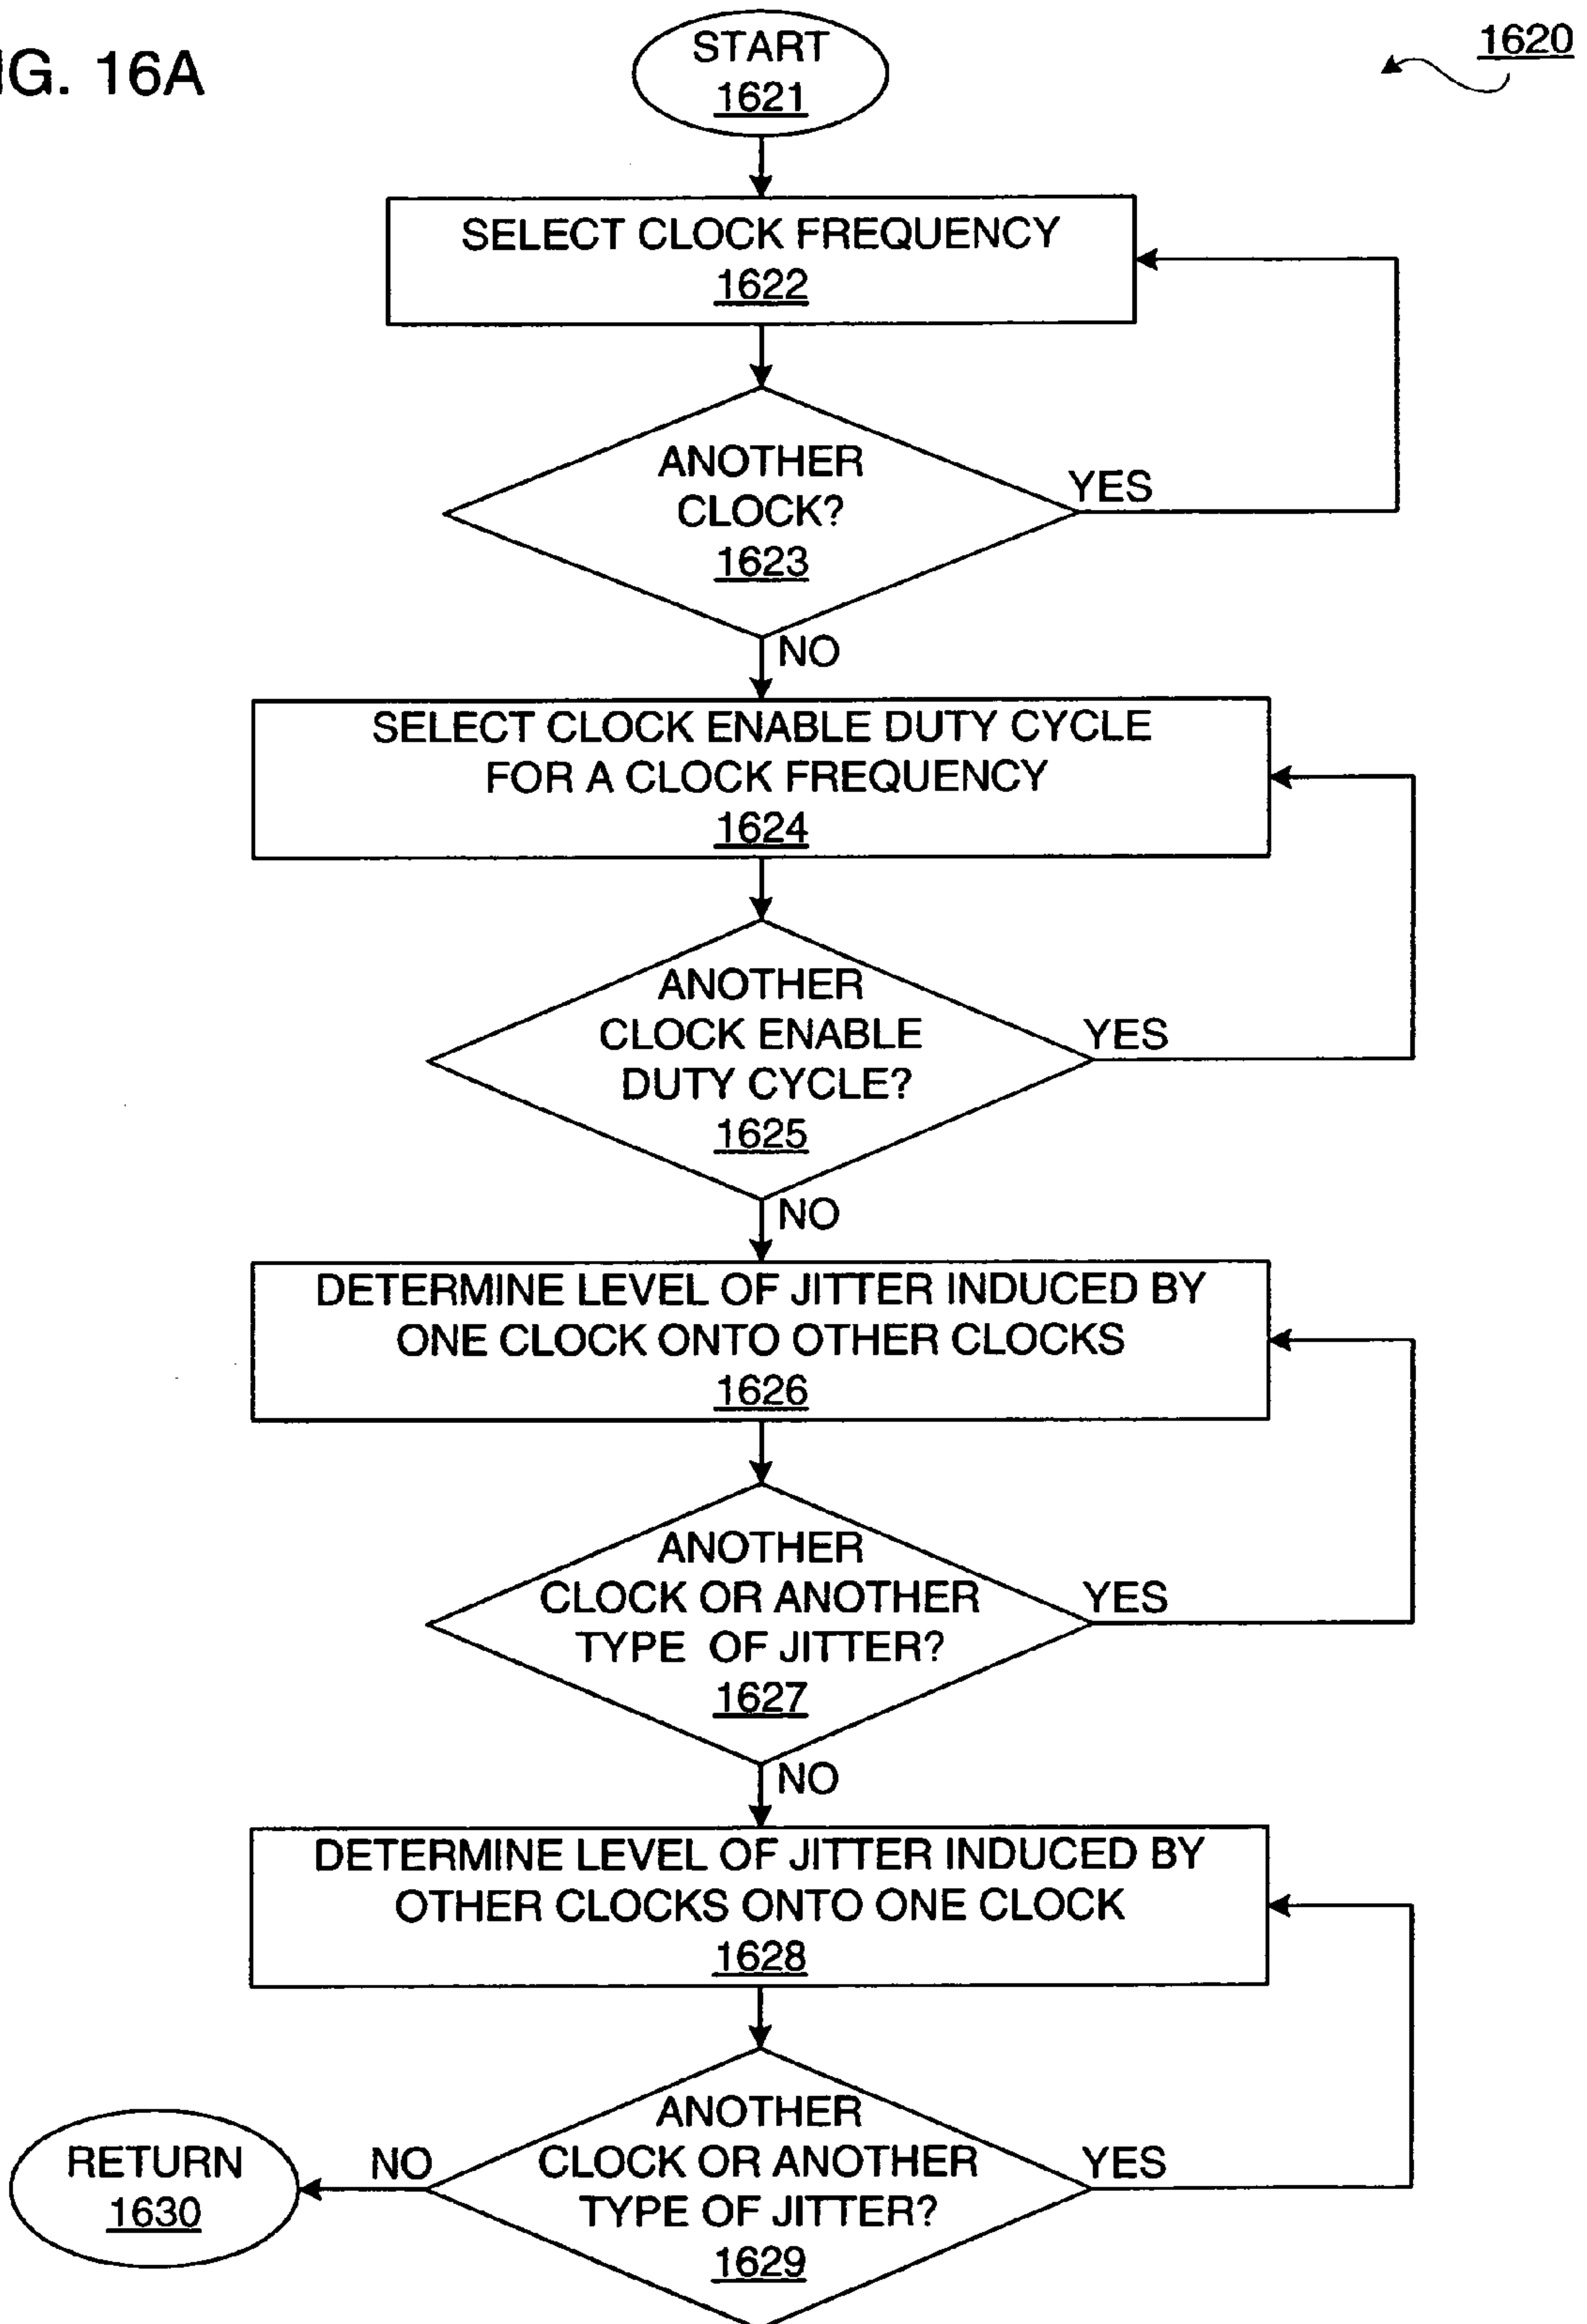 G. 16A
1620
START
1621
SELECT CLOCK FREQUENCY
1622
ANOTHER
CLOCK?
1623
YES
NO
SELECT CLOCK ENABLE DUTY CYCLE
FOR A CLOCK FREQUENCY
1624
ANOTHER
CLOCK ENABLE
DUTY CYCLE?
1625
YES
NO
DETERMINE LEVEL OF JITTER INDUCED BY
ONE CLOCK ONTO OTHER CLOCKS
1626
ANOTHER
CLOCK OR ANOTHER
TYPE OF JITTER?
1627
YES
NO
DETERMINE LEVEL OF JITTER INDUCED BY
OTHER CLOCKS ONTO ONE CLOCK
1628
ANOTHER
CLOCK OR ANOTHER
TYPE OF JITTER?
1629
YES
NO
RETURN
1630